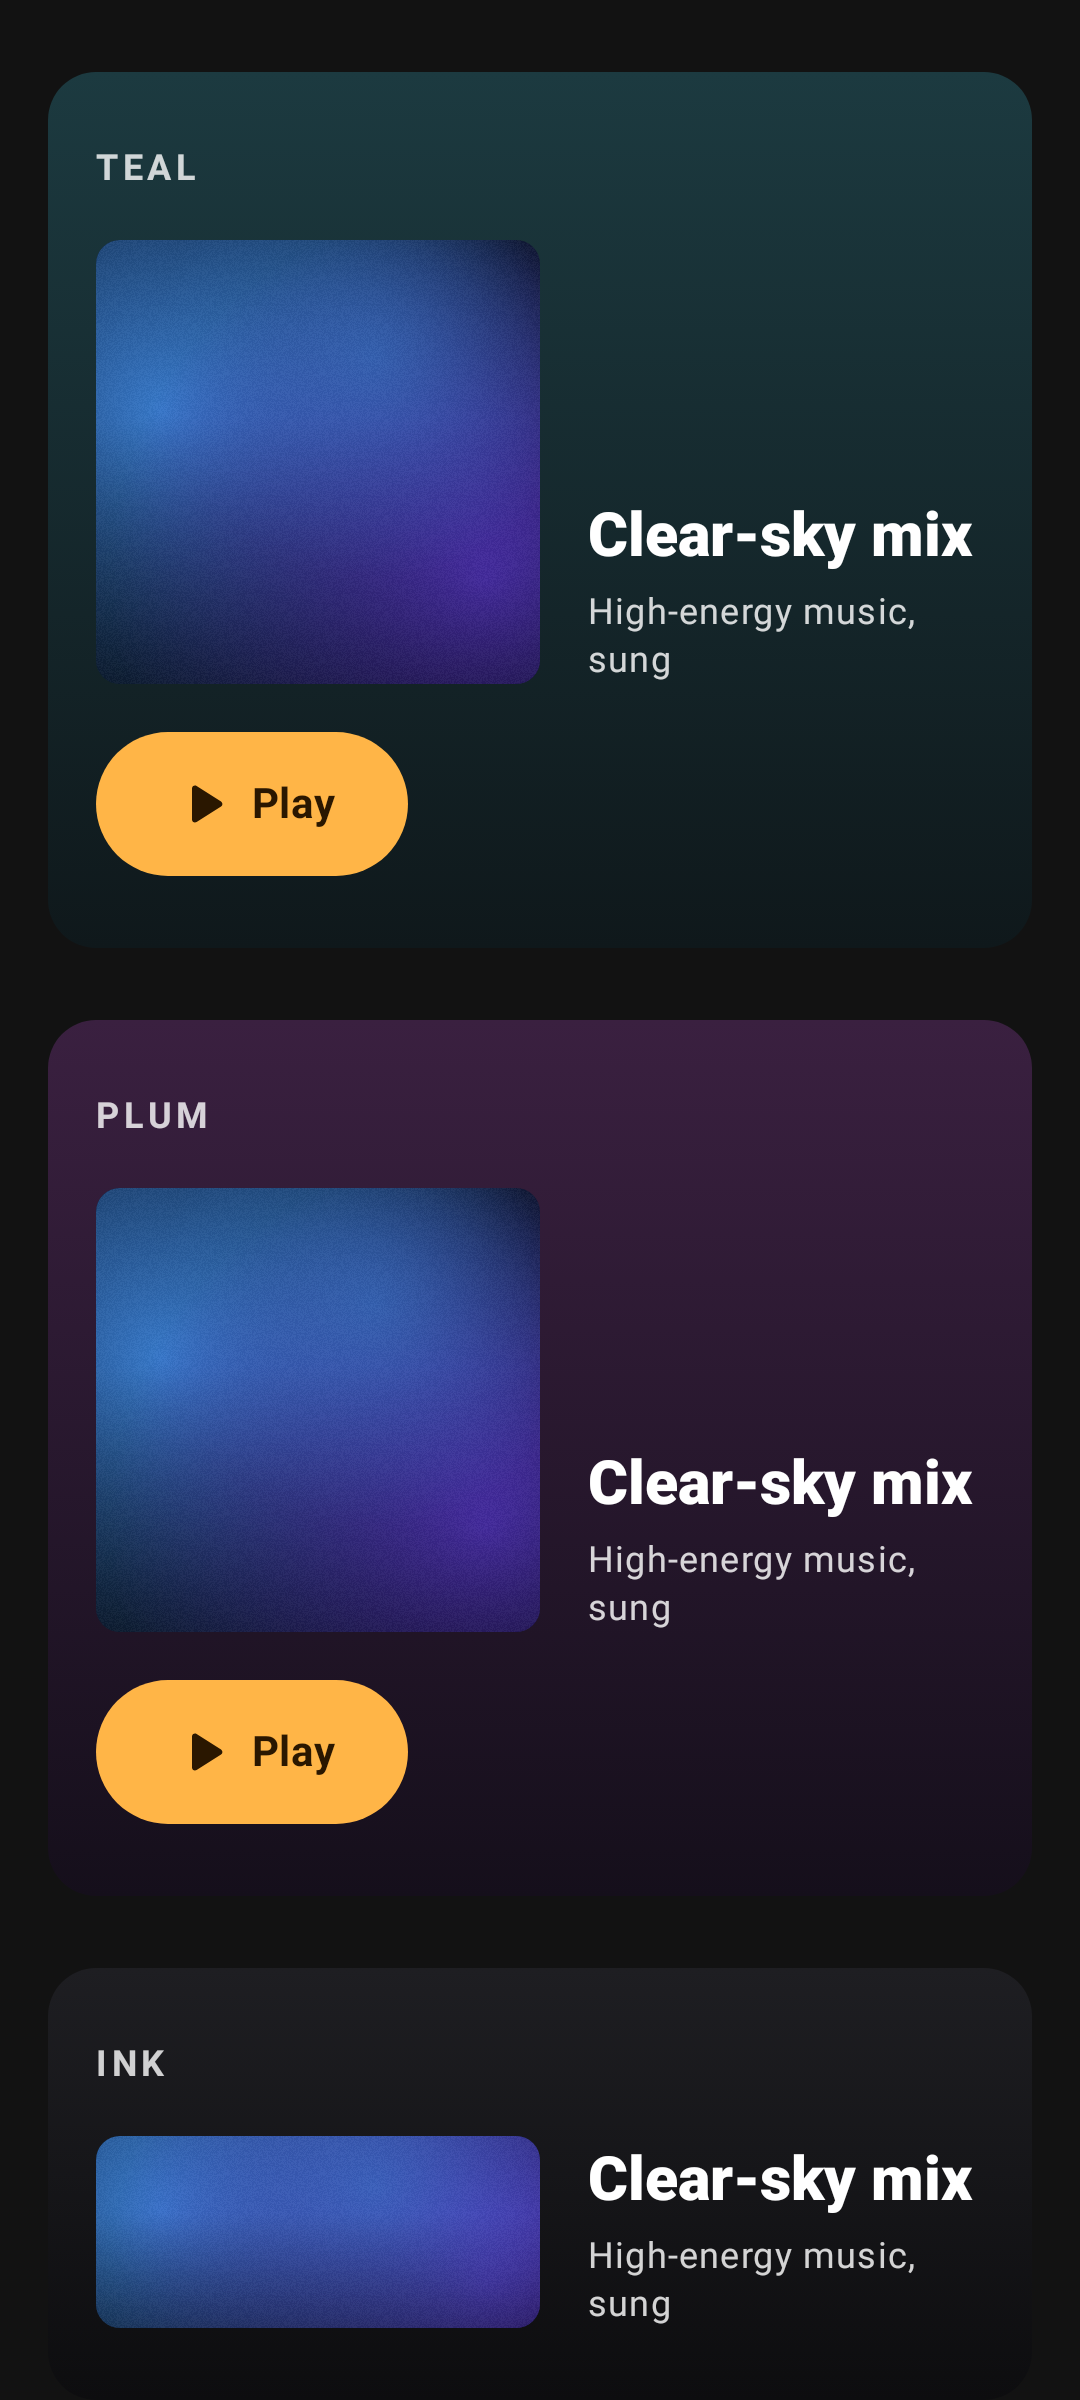 TEAL
Clear-sky mix
High-energy music,
sung
Play
PLUM
Clear-sky mix
High-energy music,
sung
Play
INK
Clear-sky mix
High-energy music,
sung